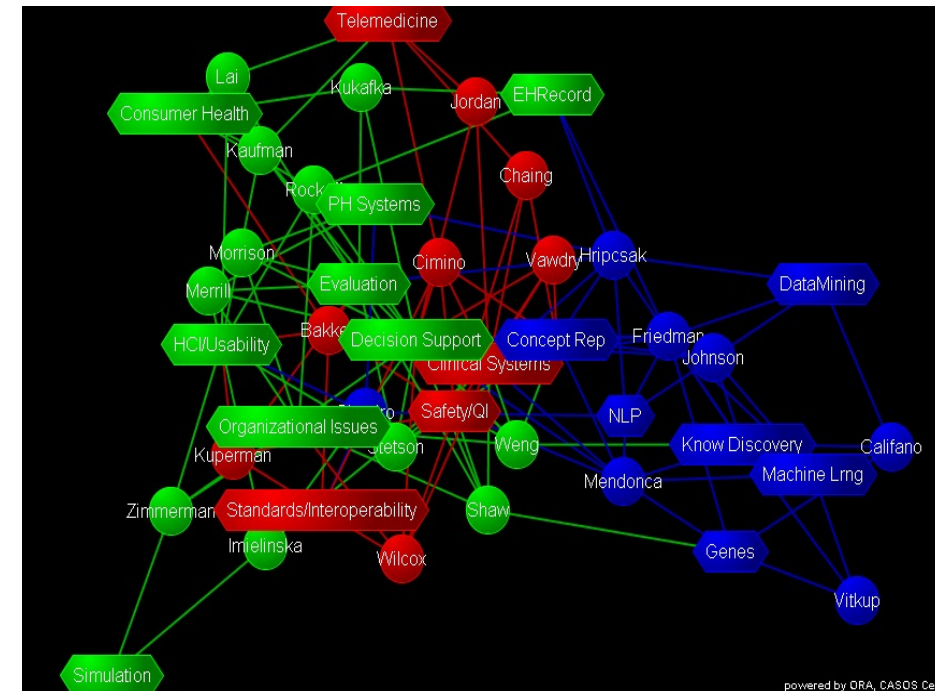 Telemedicine
Lai
Kukafka
Jordan
EHRecord
Consumer Health
Kaufman
Chaing
PH Systems
Morrison
Cimino
Vawdry
Hripcsak
Evaluation
DataMining
Merrill
HCI/Usability
Decision Support
Concept Rep
Friedman
Johnson
Clinical Systems
Safety/QI
NLP
Organizational Issues
Stetson
Weng
Know Discovery
Califano
Kuperman
Machine Lrng
Mendonca
Zimmerman
Standards/Interoperability
Shaw
Imielinska
Wilcox
Genes
Vitkup
Simulation
powered by ORA, CASOS Ce